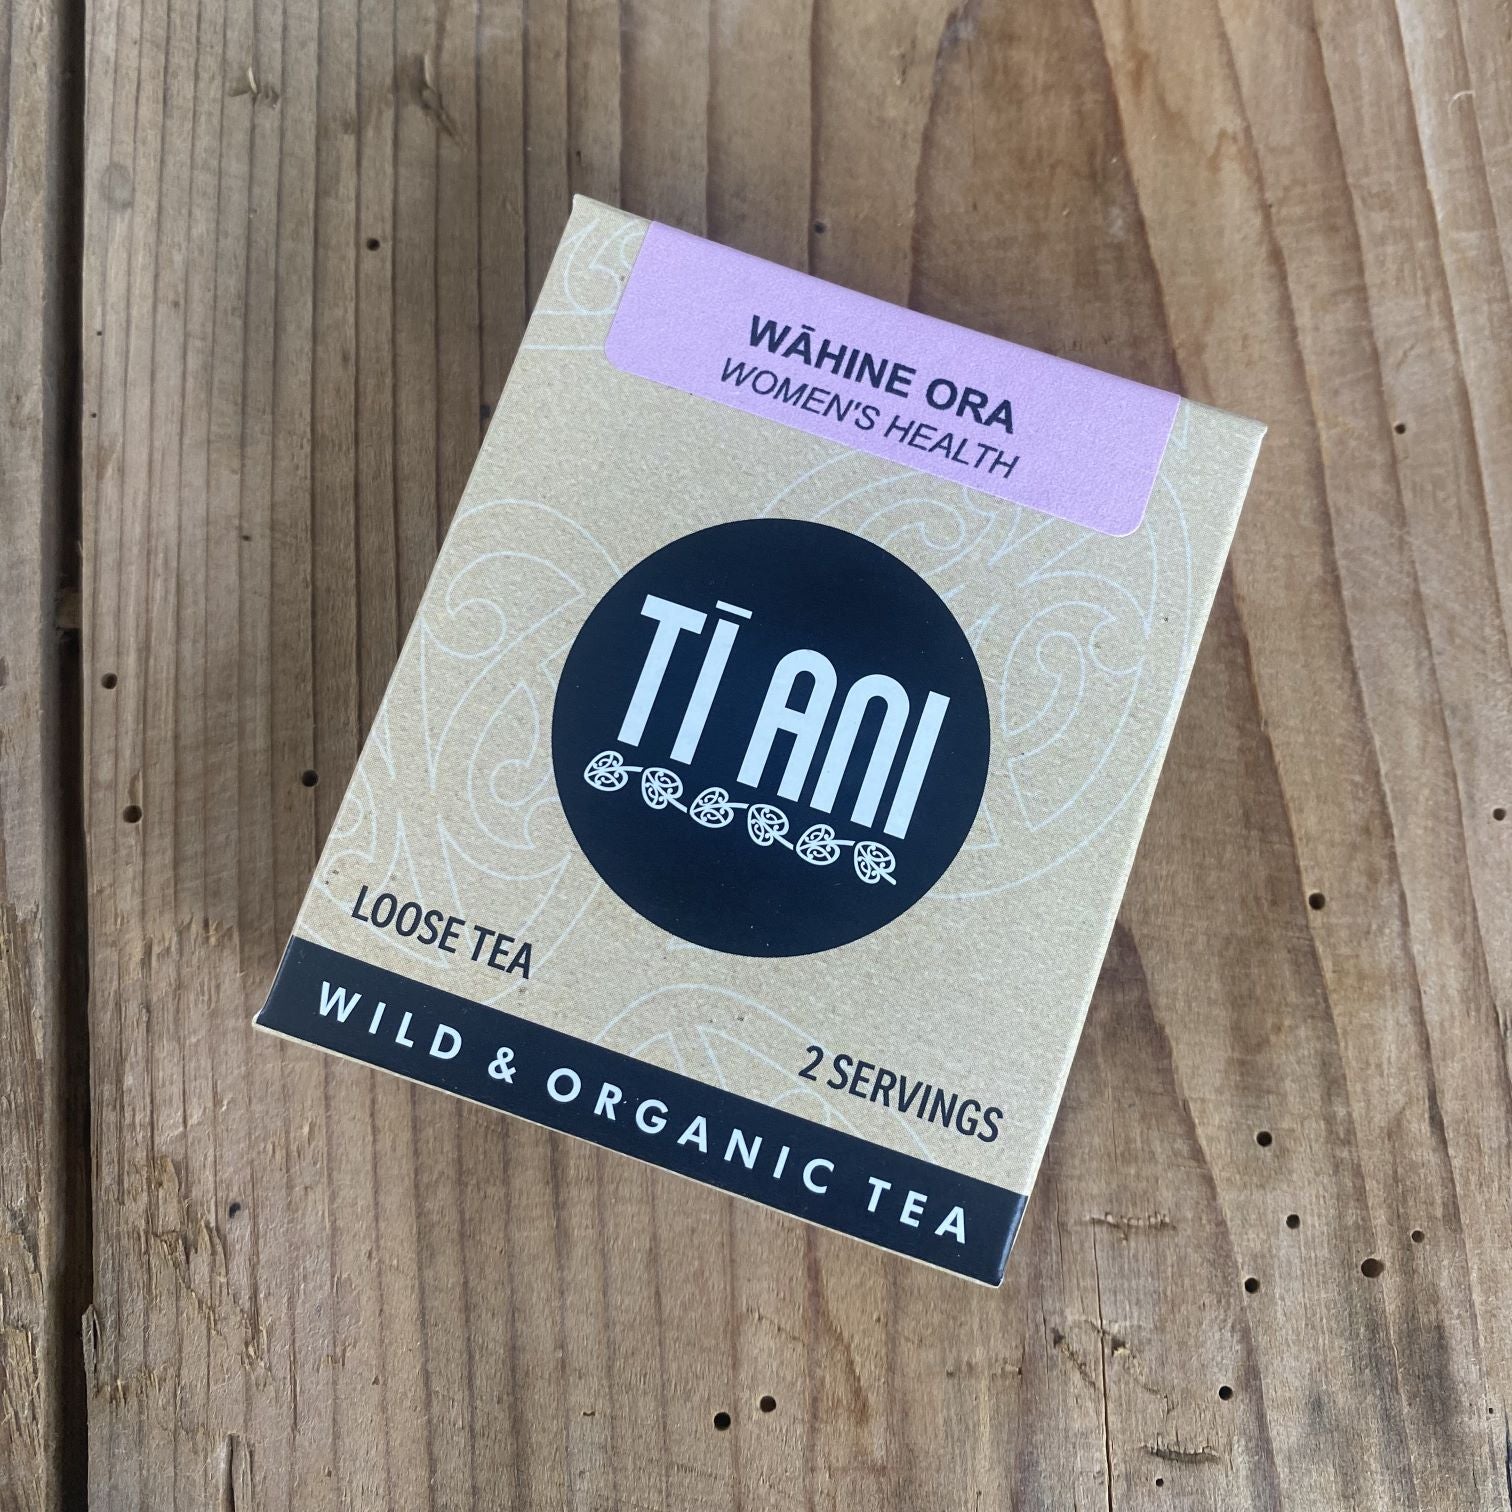 WĀHINE ORA
WOMEN'S HEALTH
TĪ ANI
LOOSE TEA
2 SERVINGS
WILD & ORGANIC TEA